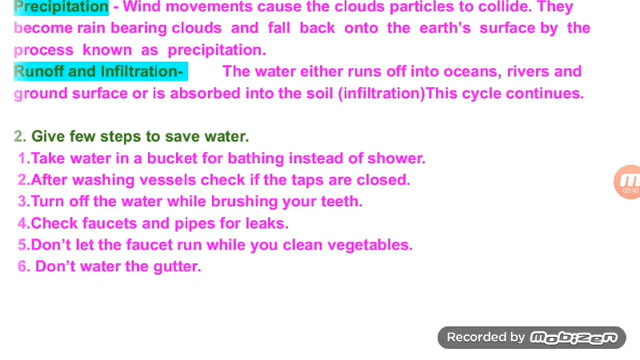 Precipitation - Wind movements cause the clouds particles to collide. They
become rain bearing clouds and fall back onto the earth's surface by the
process known as precipitation.
Runoff and Infiltration- The water either runs off into oceans, rivers and
ground surface or is absorbed into the soil (infiltration)This cycle continues.
2. Give few steps to save water.
1.Take water in a bucket for bathing instead of shower.
2.After washing vessels check if the taps are closed.
3.Turn off the water while brushing your teeth.
4.Check faucets and pipes for leaks.
5.Don't let the faucet run while you clean vegetables.
6. Don't water the gutter.
Recorded by mobizen